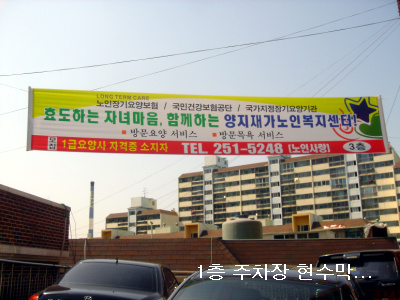 LONG TERM CARE
노인장기요양보험 / 국민건강보험공단 / 국가지정장기요양기관
효도하는 자녀마음, 함께하는 양지재가노인복지센터!
• 방문요양 서비스 • 방문목욕 서비스
모집 1급요양사 자격증 소지자 TEL 251-5248 (노인사랑) 3층
1층 주차장 현수막...